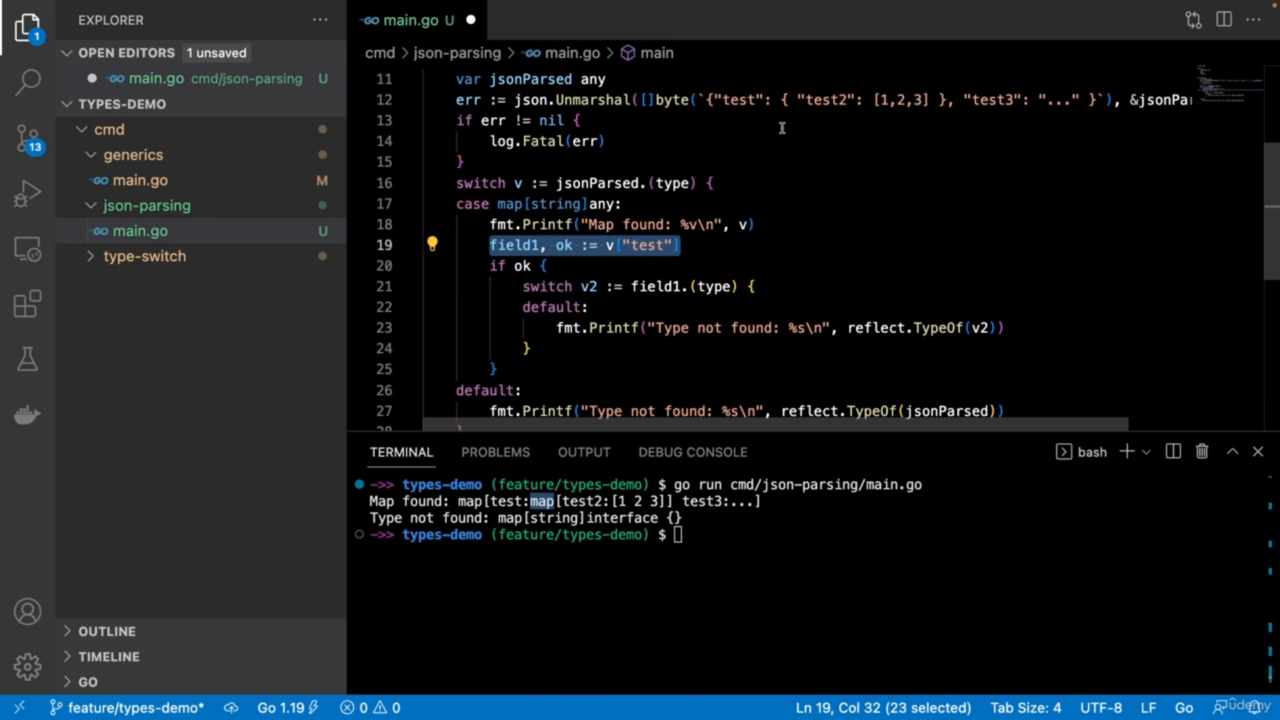 EXPLORER
OPEN EDITORS 1 unsaved
main.go cmd/json-parsing U
TYPES-DEMO
cmd
generics
main.go M
json-parsing
main.go U
type-switch
OUTLINE
TIMELINE
GO
1
13
main.go U
cmd > json-parsing > main.go > main
11 var jsonParsed any
12 err := json.Unmarshal([]byte(`{"test": { "test2": [1,2,3] }, "test3": "..." }`), &jsonPa
13 if err != nil {
14 log.Fatal(err)
15 }
16 switch v := jsonParsed.(type) {
17 case map[string]any:
18 fmt.Printf("Map found: %v\n", v)
19 field1, ok := v["test"]
20 if ok {
21 switch v2 := field1.(type) {
22 default:
23 fmt.Printf("Type not found: %s\n", reflect.TypeOf(v2))
24 }
25 }
26 default:
27 fmt.Printf("Type not found: %s\n", reflect.TypeOf(jsonParsed))
TERMINAL PROBLEMS OUTPUT DEBUG CONSOLE bash
->> types-demo (feature/types-demo) $ go run cmd/json-parsing/main.go
Map found: map[test:map[test2:[1 2 3]] test3:...]
Type not found: map[string]interface {}
->> types-demo (feature/types-demo) $
feature/types-demo* Go 1.19 0 0 Ln 19, Col 32 (23 selected) Tab Size: 4 UTF-8 LF Go
Udemy